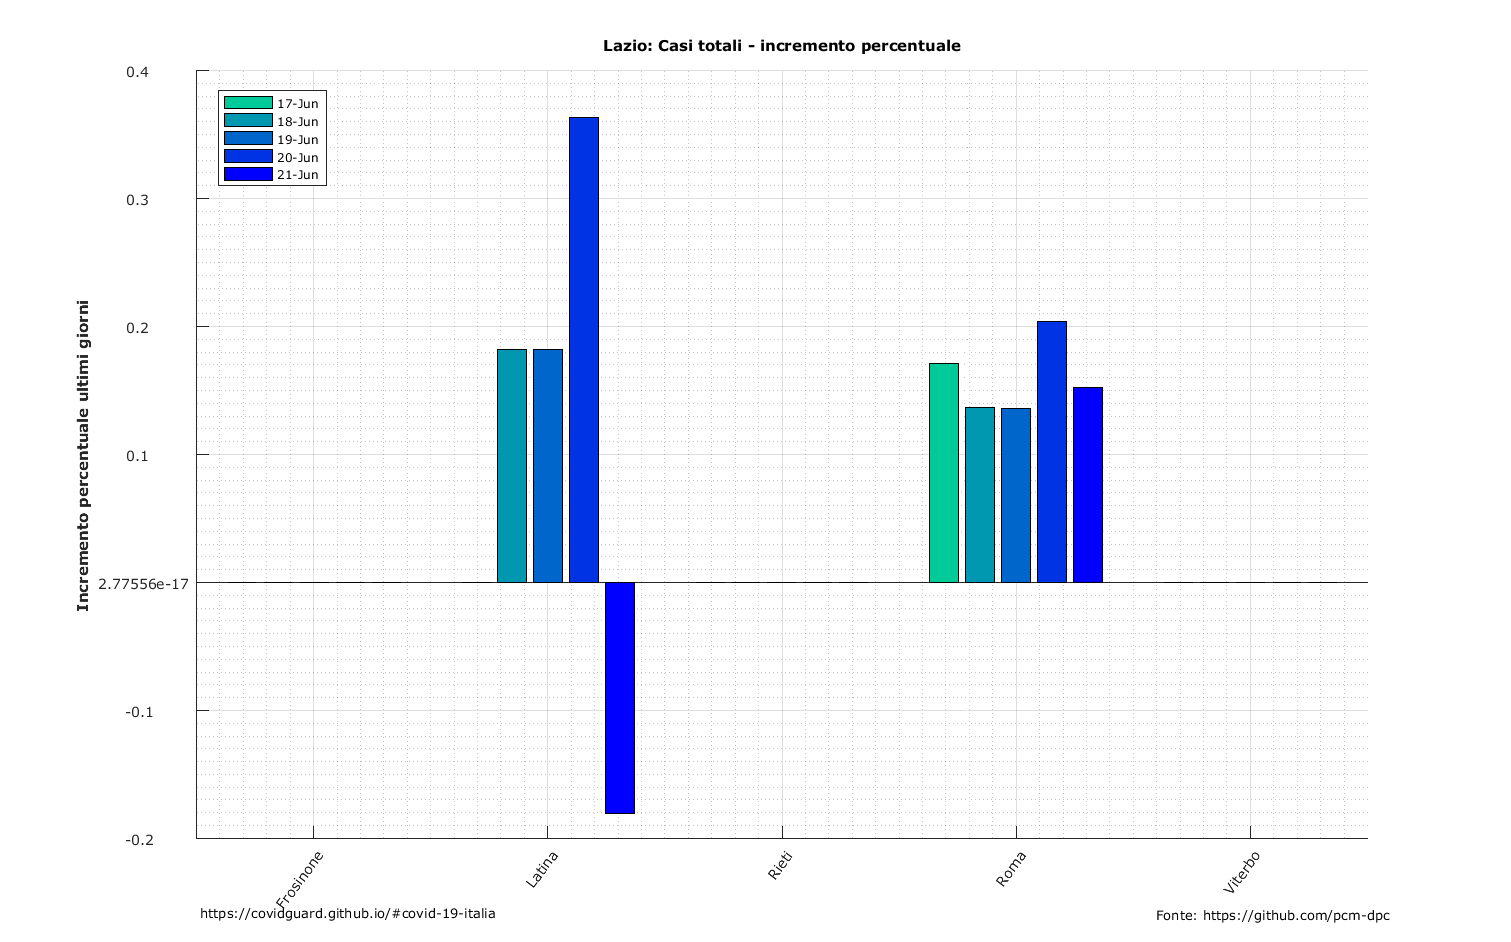 Lazio: Casi totali - incremento percentuale
0.4
0.3
0.2
0.1
2.77556e-17
-0.1
-0.2
Incremento percentuale ultimi giorni
17-Jun
18-Jun
19-Jun
20-Jun
21-Jun
Frosinone
Latina
Rieti
Roma
Viterbo
https://covidguard.github.io/#covid-19-italia
Fonte: https://github.com/pcm-dpc